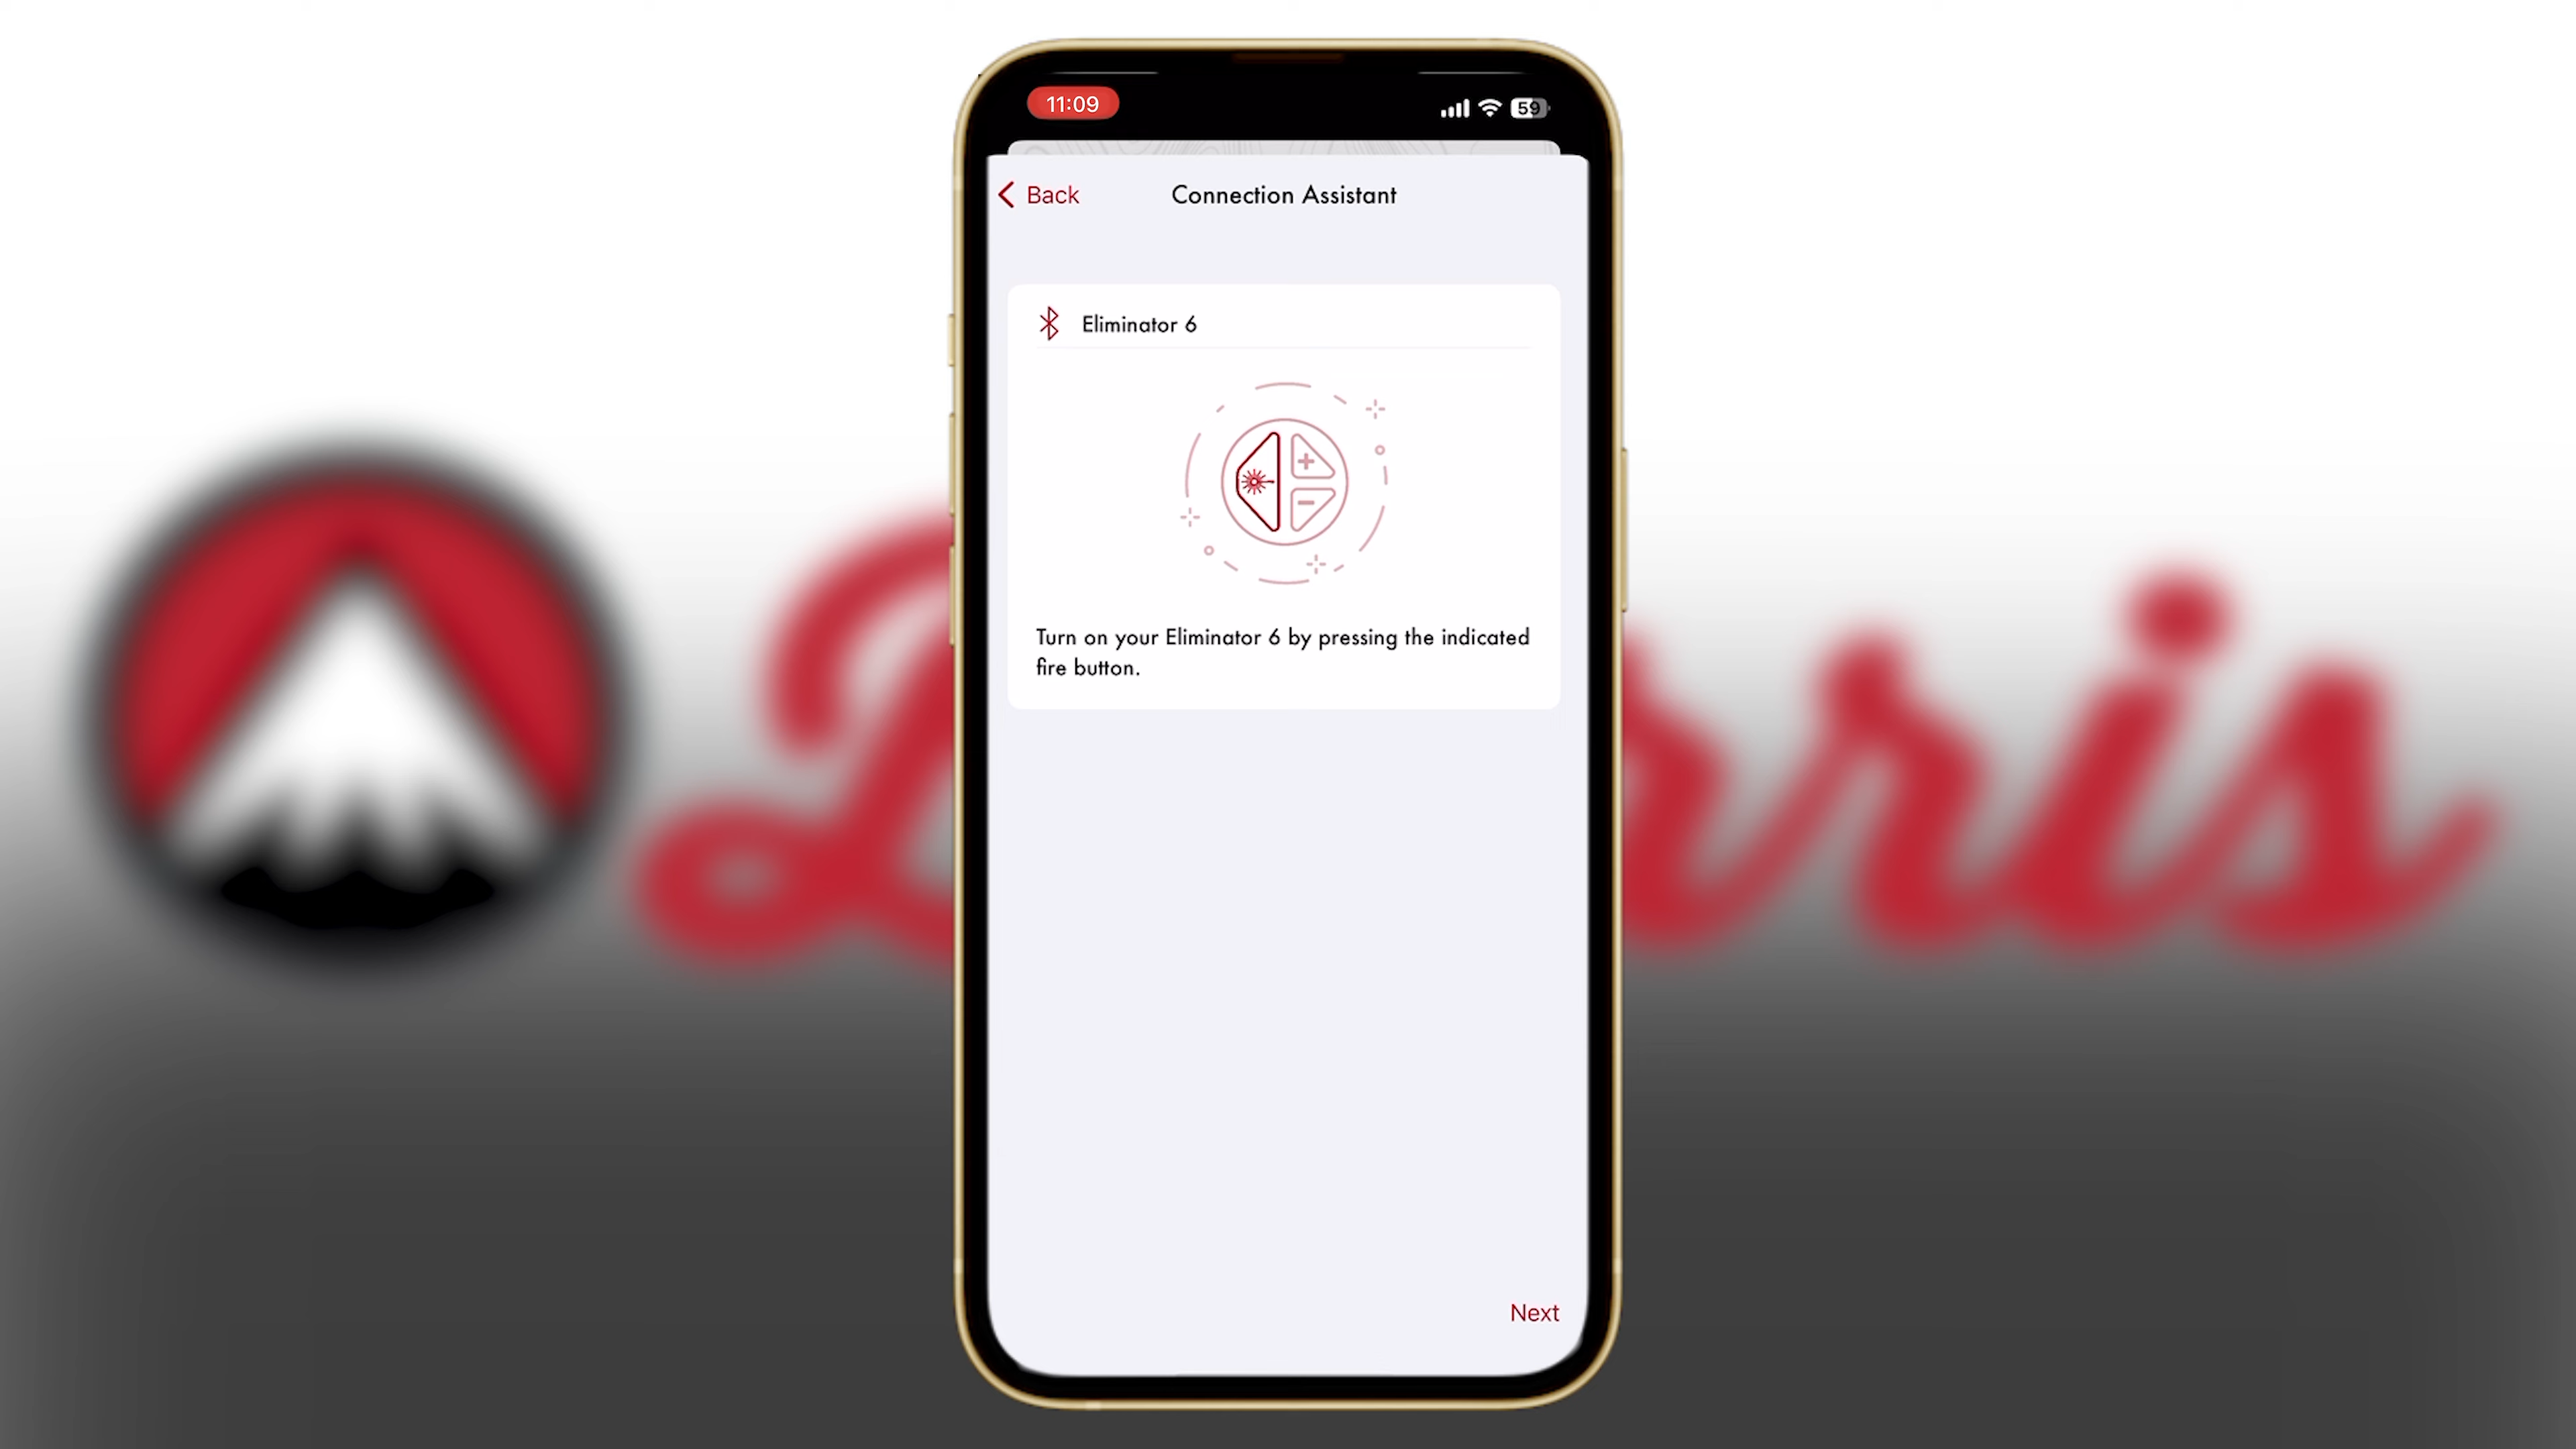 11:09
59
Back
Connection Assistant
Eliminator 6
Turn on your Eliminator 6 by pressing the indicated
fire button.
Next